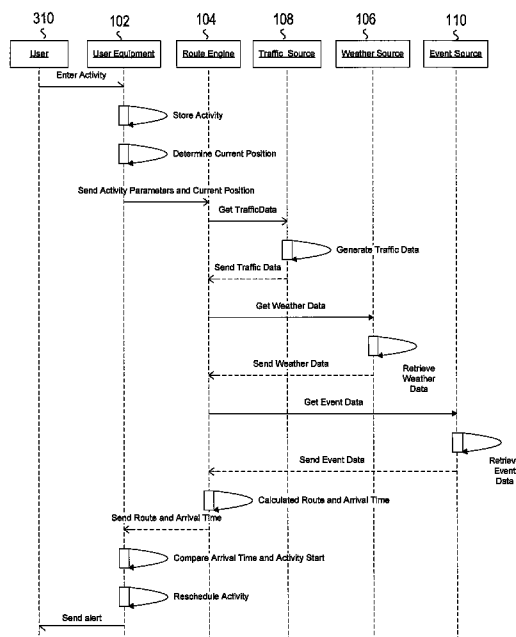 310
102
104
108
106
110
User
User Equipment
Route Engine
Traffic Source
Weather Source
Event Source
Enter Activity
Store Activity
Determine Current Position
Send Activity Parameters and Current Position
Get TrafficData
Generate Traffic Data
Send Traffic Data
Get Weather Data
Send Weather Data
Retrieve
Weather
Data
Get Event Data
Send Event Data
Retriev
Event
Data
Calculated Route and Arrival Time
Send Route and Arrival Time
Compare Arrival Time and Activity Start
Reschedule Activity
Send alert